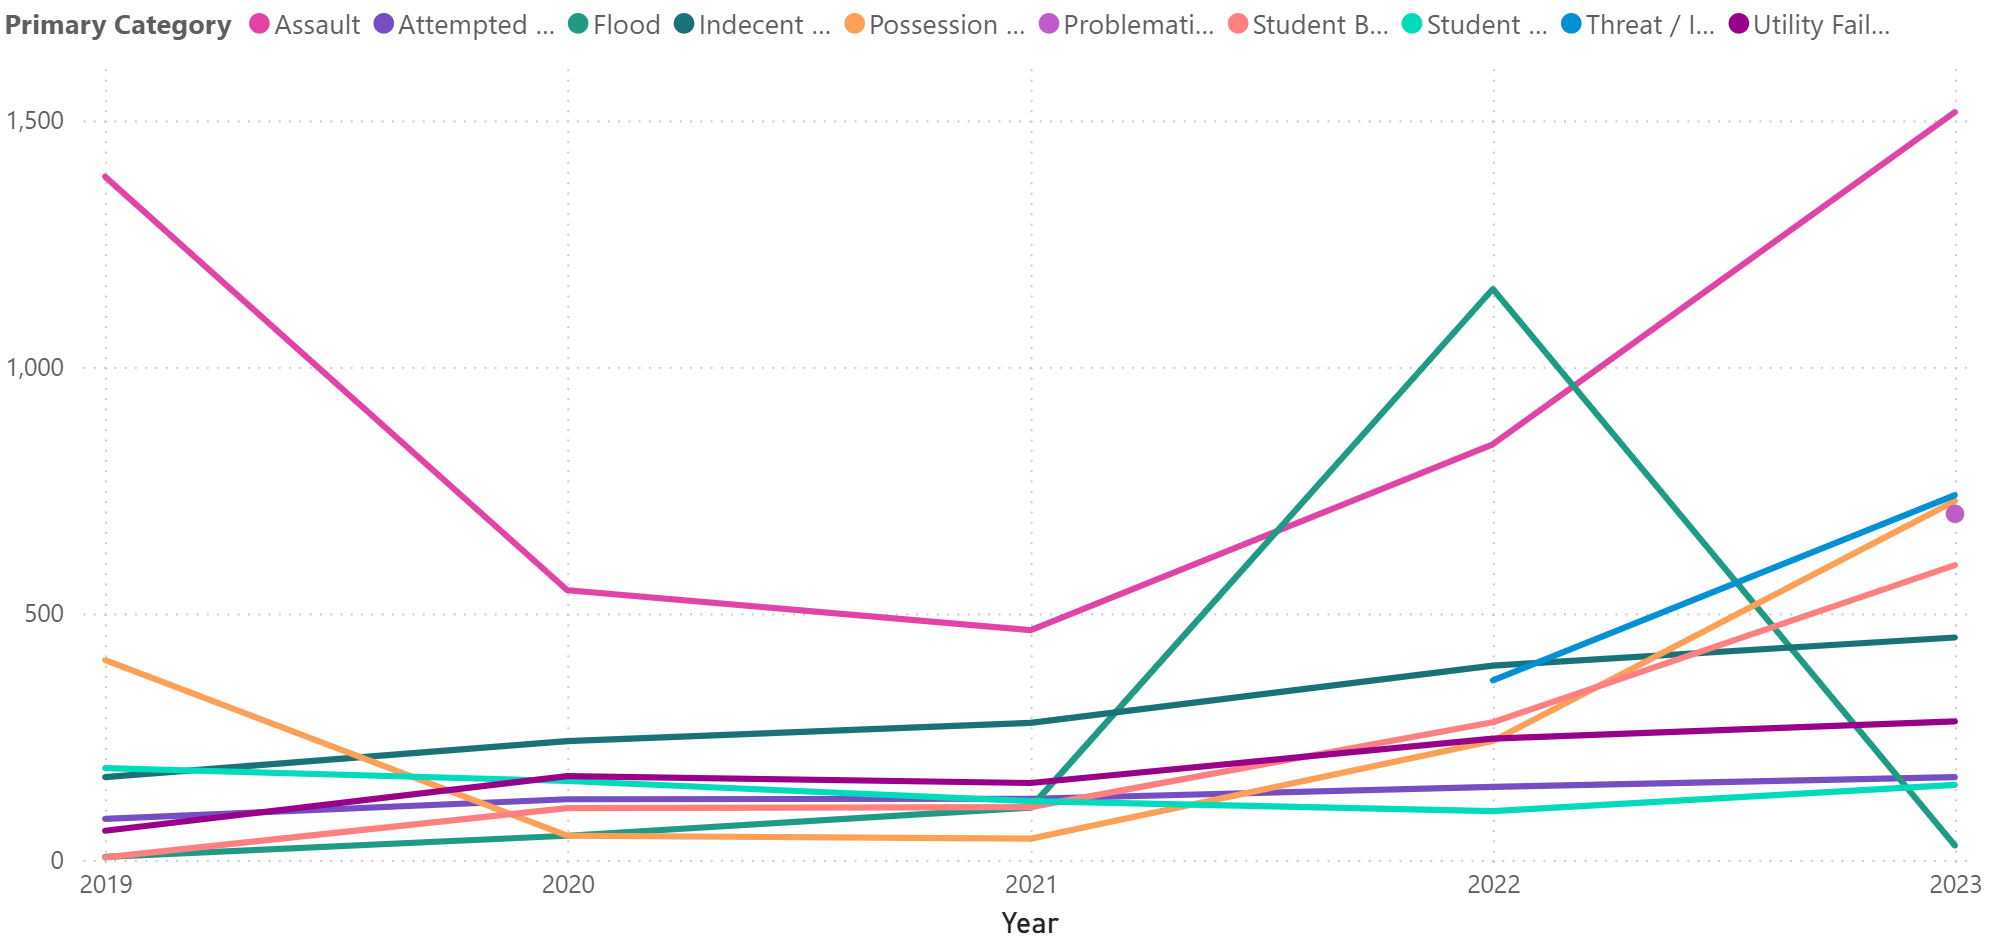 Primary Category Assault Attempted ... Flood Indecent ... Possession ... Problemati... Student B... Student ... Threat / I... Utility Fail...
1,500
1,000
500
0
2019 2020 2021 2022 2023
Year